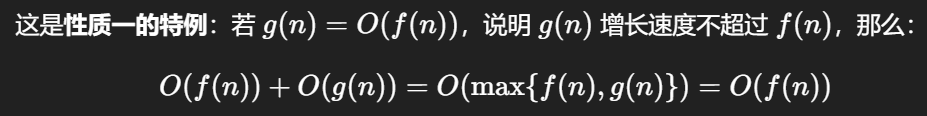 这是性质一的特例：若 g(n) = O(f(n))，说明 g(n) 增长速度不超过 f(n)，那么：
O(f(n)) + O(g(n)) = O(max{f(n), g(n)}) = O(f(n))